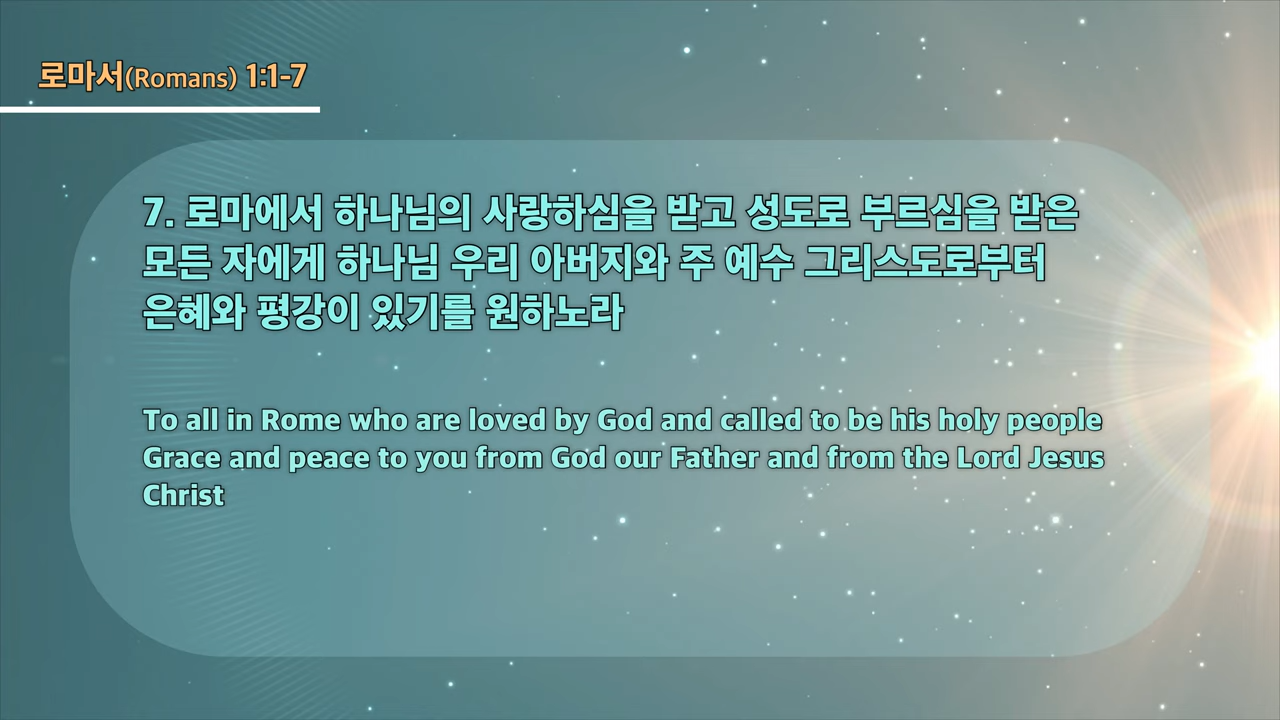 로마서(Romans) 1:1-7
7. 로마에서 하나님의 사랑하심을 받고 성도로 부르심을 받은
모든 자에게 하나님 우리 아버지와 주 예수 그리스도로부터
은혜와 평강이 있기를 원하노라
To all in Rome who are loved by God and called to be his holy people
Grace and peace to you from God our Father and from the Lord Jesus
Christ